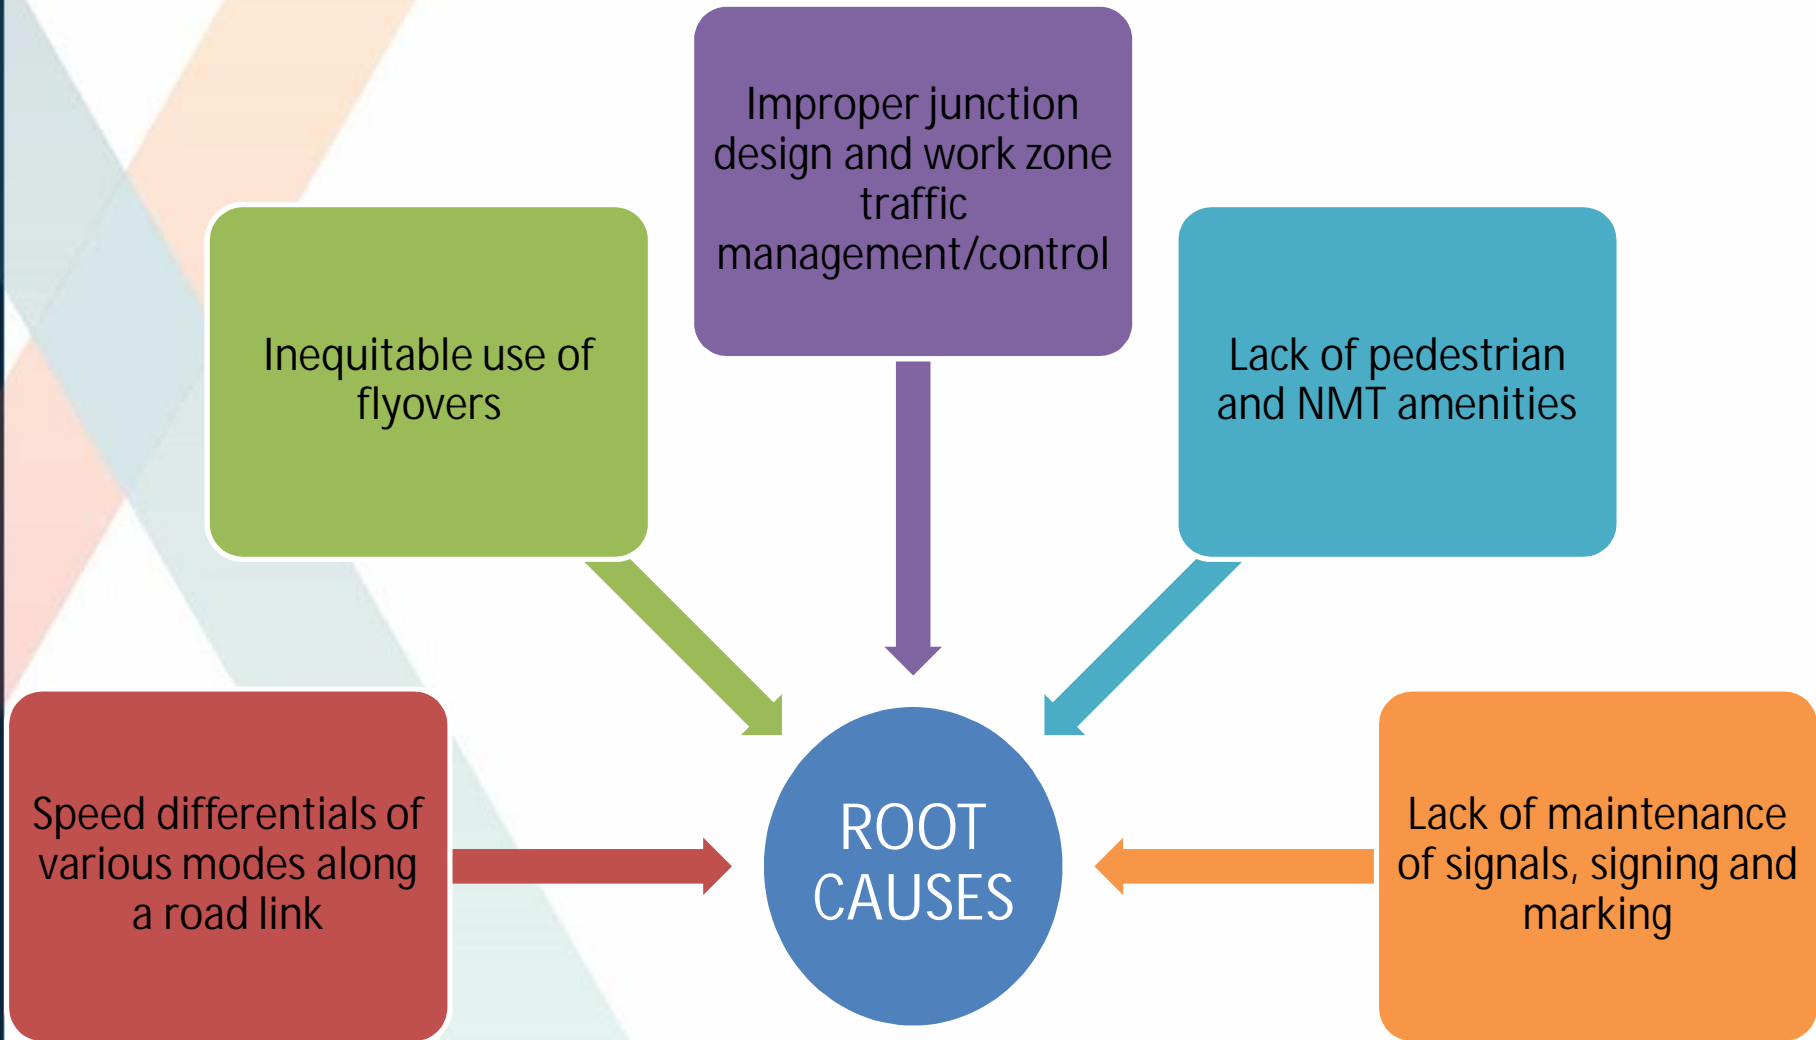 Improper junction
design and work zone
traffic
management/control
Inequitable use of
flyovers
Lack of pedestrian
and NMT amenities
Speed differentials of
various modes along
a road link
ROOT
CAUSES
Lack of maintenance
of signals, signing and
marking